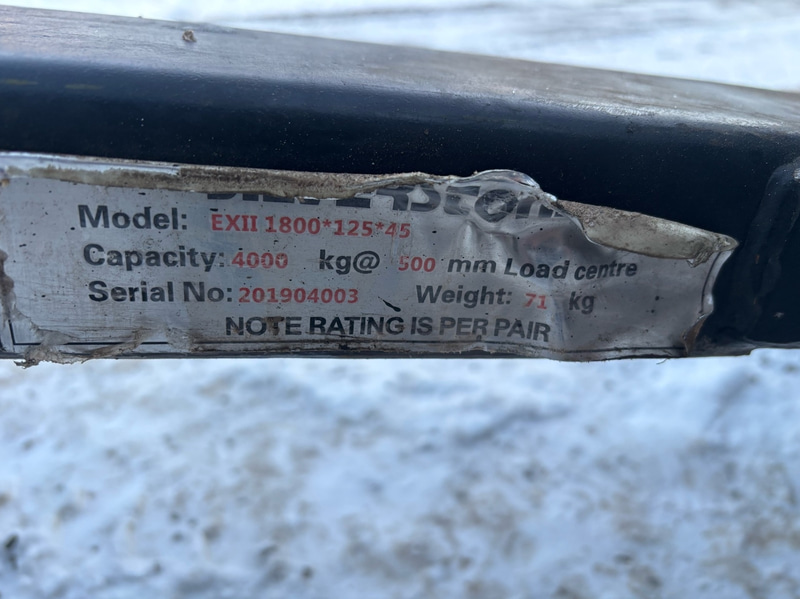 Model: EXII 1800*125*45
Capacity: 4000 kg@ 500 mm Load centre
Serial No: 201904003 Weight: 71 kg
NOTE RATING IS PER PAIR